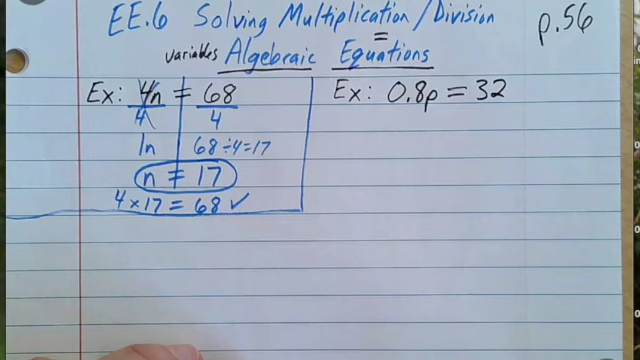 EE.6 Solving Multiplication/Division p.56
=
variables Algebraic Equations
Ex: 4n = 68
4 4
1n 68 ÷ 4 = 17
n = 17
4 × 17 = 68 ✓
Ex: 0.8p = 32